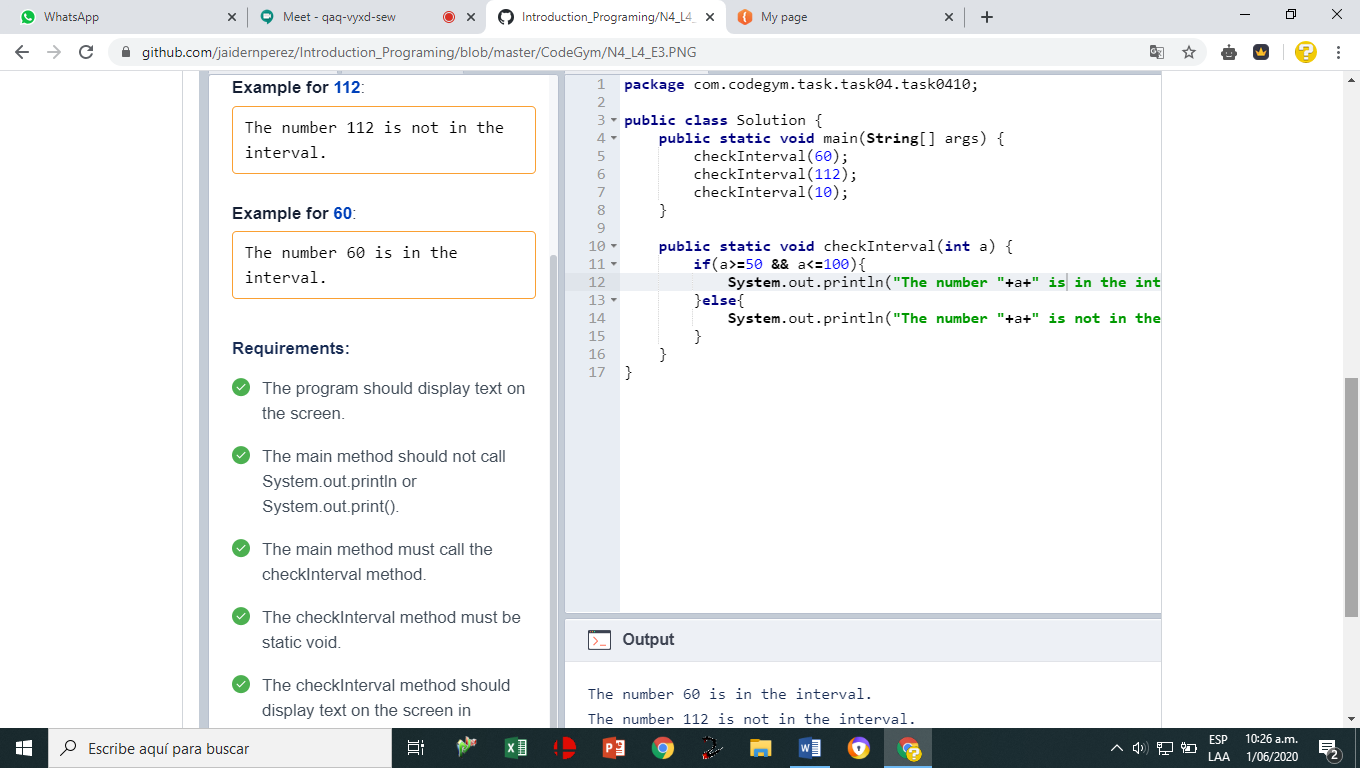 WhatsApp
Meet - qaq-vyxd-sew
Introduction_Programing/N4_L4_
My page
github.com/jaidernperez/Introduction_Programing/blob/master/CodeGym/N4_L4_E3.PNG
Example for 112:
The number 112 is not in the
interval.
Example for 60:
The number 60 is in the
interval.
Requirements:
The program should display text on
the screen.
The main method should not call
System.out.println or
System.out.print().
The main method must call the
checkInterval method.
The checkInterval method must be
static void.
The checkInterval method should
display text on the screen in
1 package com.codegym.task.task04.task0410;
2
3 public class Solution {
4 public static void main(String[] args) {
5 checkInterval(60);
6 checkInterval(112);
7 checkInterval(10);
8 }
9
10 public static void checkInterval(int a) {
11 if(a>=50 && a<=100){
12 System.out.println("The number "+a+" is in the int
13 }else{
14 System.out.println("The number "+a+" is not in the
15 }
16 }
17 }
Output
The number 60 is in the interval.
The number 112 is not in the interval.
Escribe aquí para buscar
ESP
LAA
10:26 a.m.
1/06/2020
2